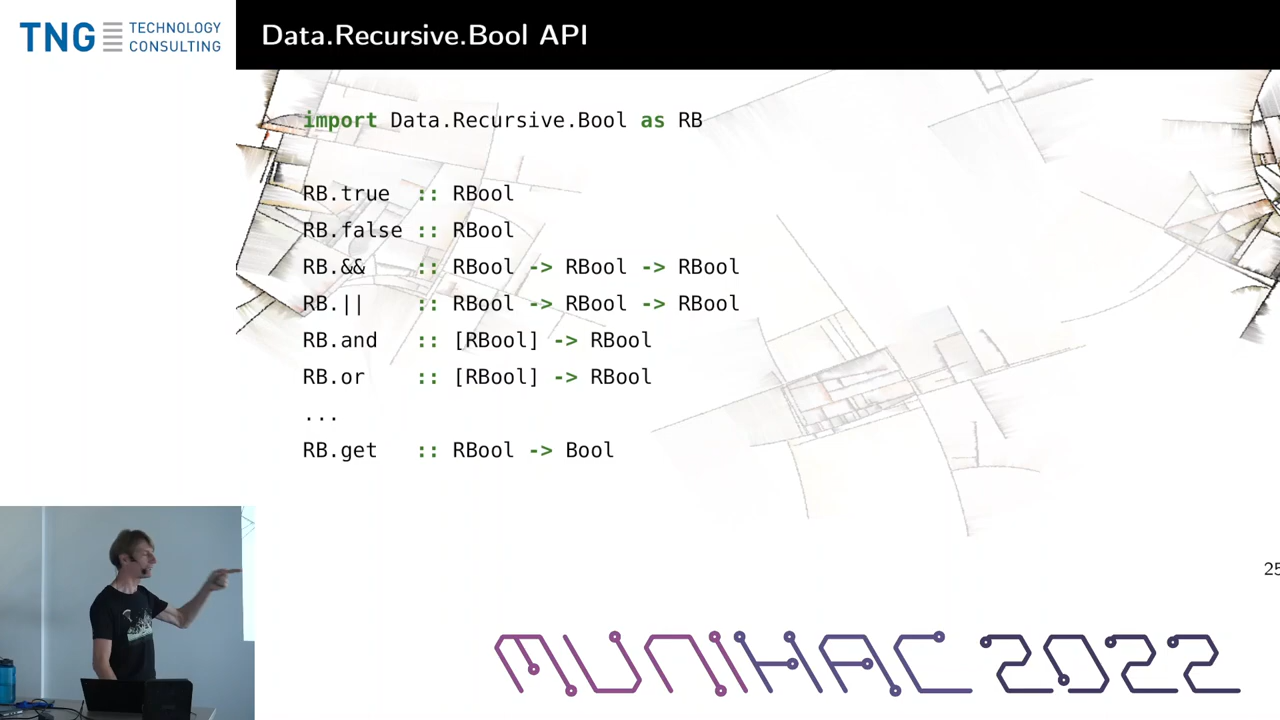 TNG TECHNOLOGY
CONSULTING
Data.Recursive.Bool API
import Data.Recursive.Bool as RB
RB.true :: RBool
RB.false :: RBool
RB.&& :: RBool -> RBool -> RBool
RB.|| :: RBool -> RBool -> RBool
RB.and :: [RBool] -> RBool
RB.or :: [RBool] -> RBool
...
RB.get :: RBool -> Bool
25
MUNIHAC 2022